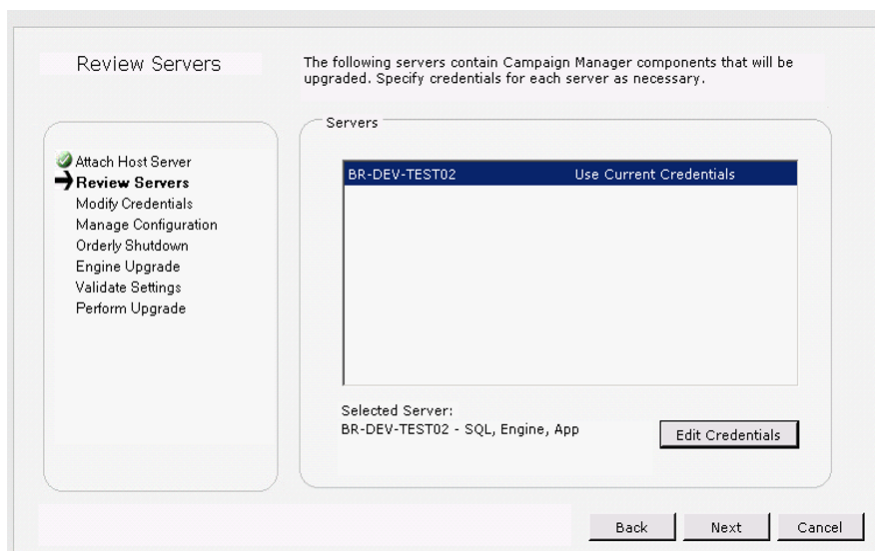 Review Servers
The following servers contain Campaign Manager components that will be
upgraded. Specify credentials for each server as necessary.
Attach Host Server
Review Servers
Modify Credentials
Manage Configuration
Orderly Shutdown
Engine Upgrade
Validate Settings
Perform Upgrade
Servers
BR-DEV-TEST02 Use Current Credentials
Selected Server:
BR-DEV-TEST02 - SQL, Engine, App
Edit Credentials
Back Next Cancel